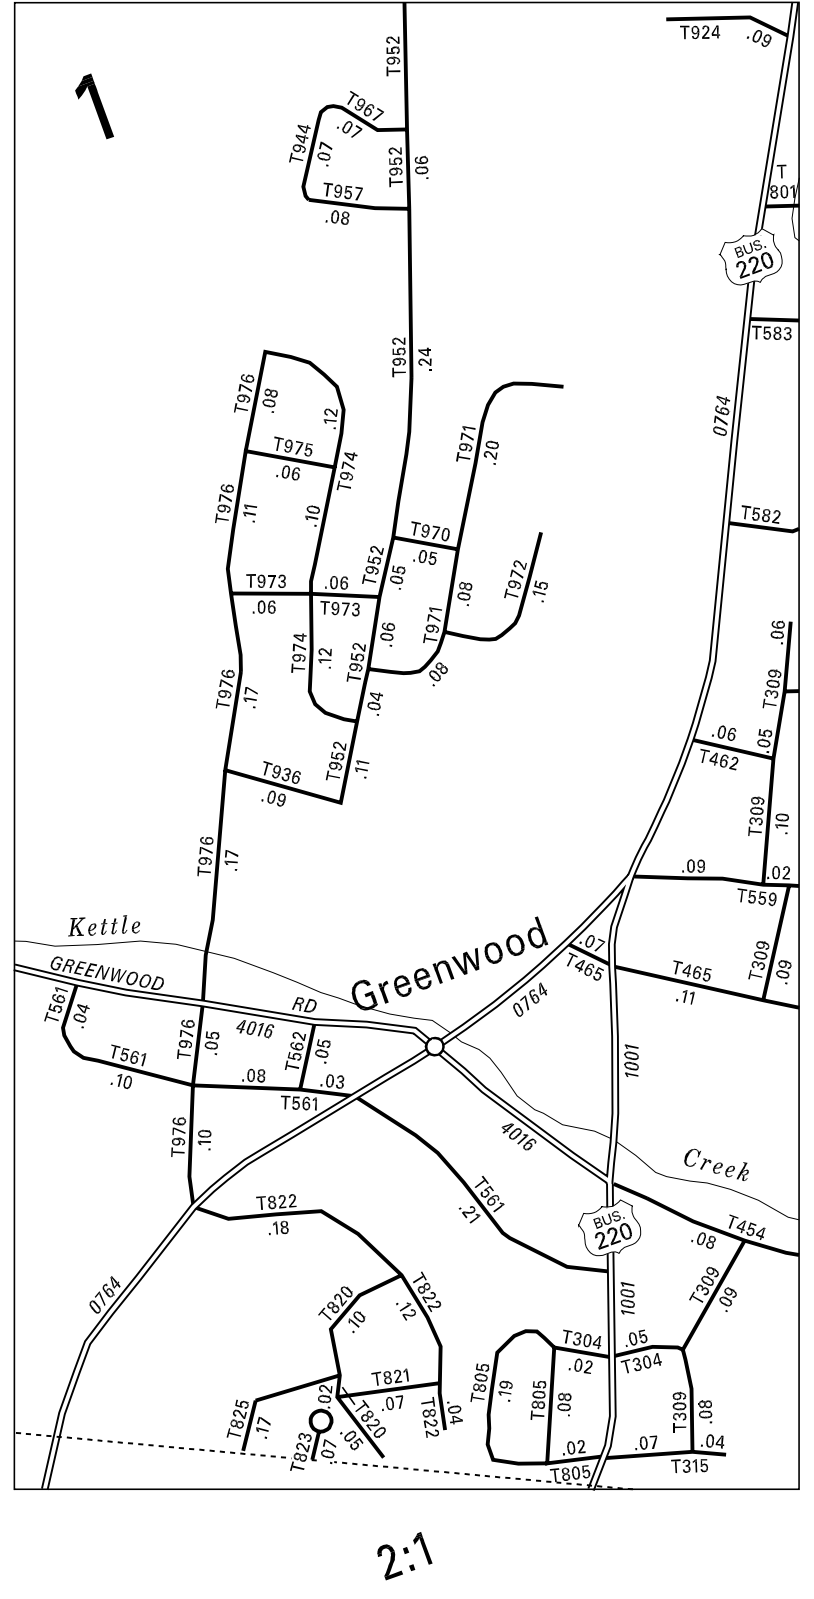 1
T952
T924
.09
T967
.07
T944
.07
T952
.06
T957
.08
T
801
BUS.
220
T583
T952
.24
0764
T976
.08
.12
T971
.20
T975
.06
T974
T976
.11
.10
T582
T970
.05
T952
.05
T973
.06
.06
T973
T972
.15
.08
T971
.06
T974
.12
T952
.06
.08
T309
T976
.17
.04
.06
T462
.05
T952
.11
T936
.09
T309
.10
T976
.17
.09
.02
T559
Kettle
Greenwood
.07
T465
T465
.11
T309
.09
GREENWOOD
RD
4016
0764
T561
.04
T976
.05
T562
.05
T561
.10
.08
.03
T561
1001
T976
.10
4016
Creek
T822
.18
T561
.21
BUS.
220
T454
.08
0764
T309
.09
1001
T820
.10
T822
.12
T304
.05
.02
T304
T821
.07
T805
.19
T805
.08
T309
.08
T825
.17
.02
T820
.05
T822
.04
T823
.07
.02
.07
.04
T805
T315
2:1